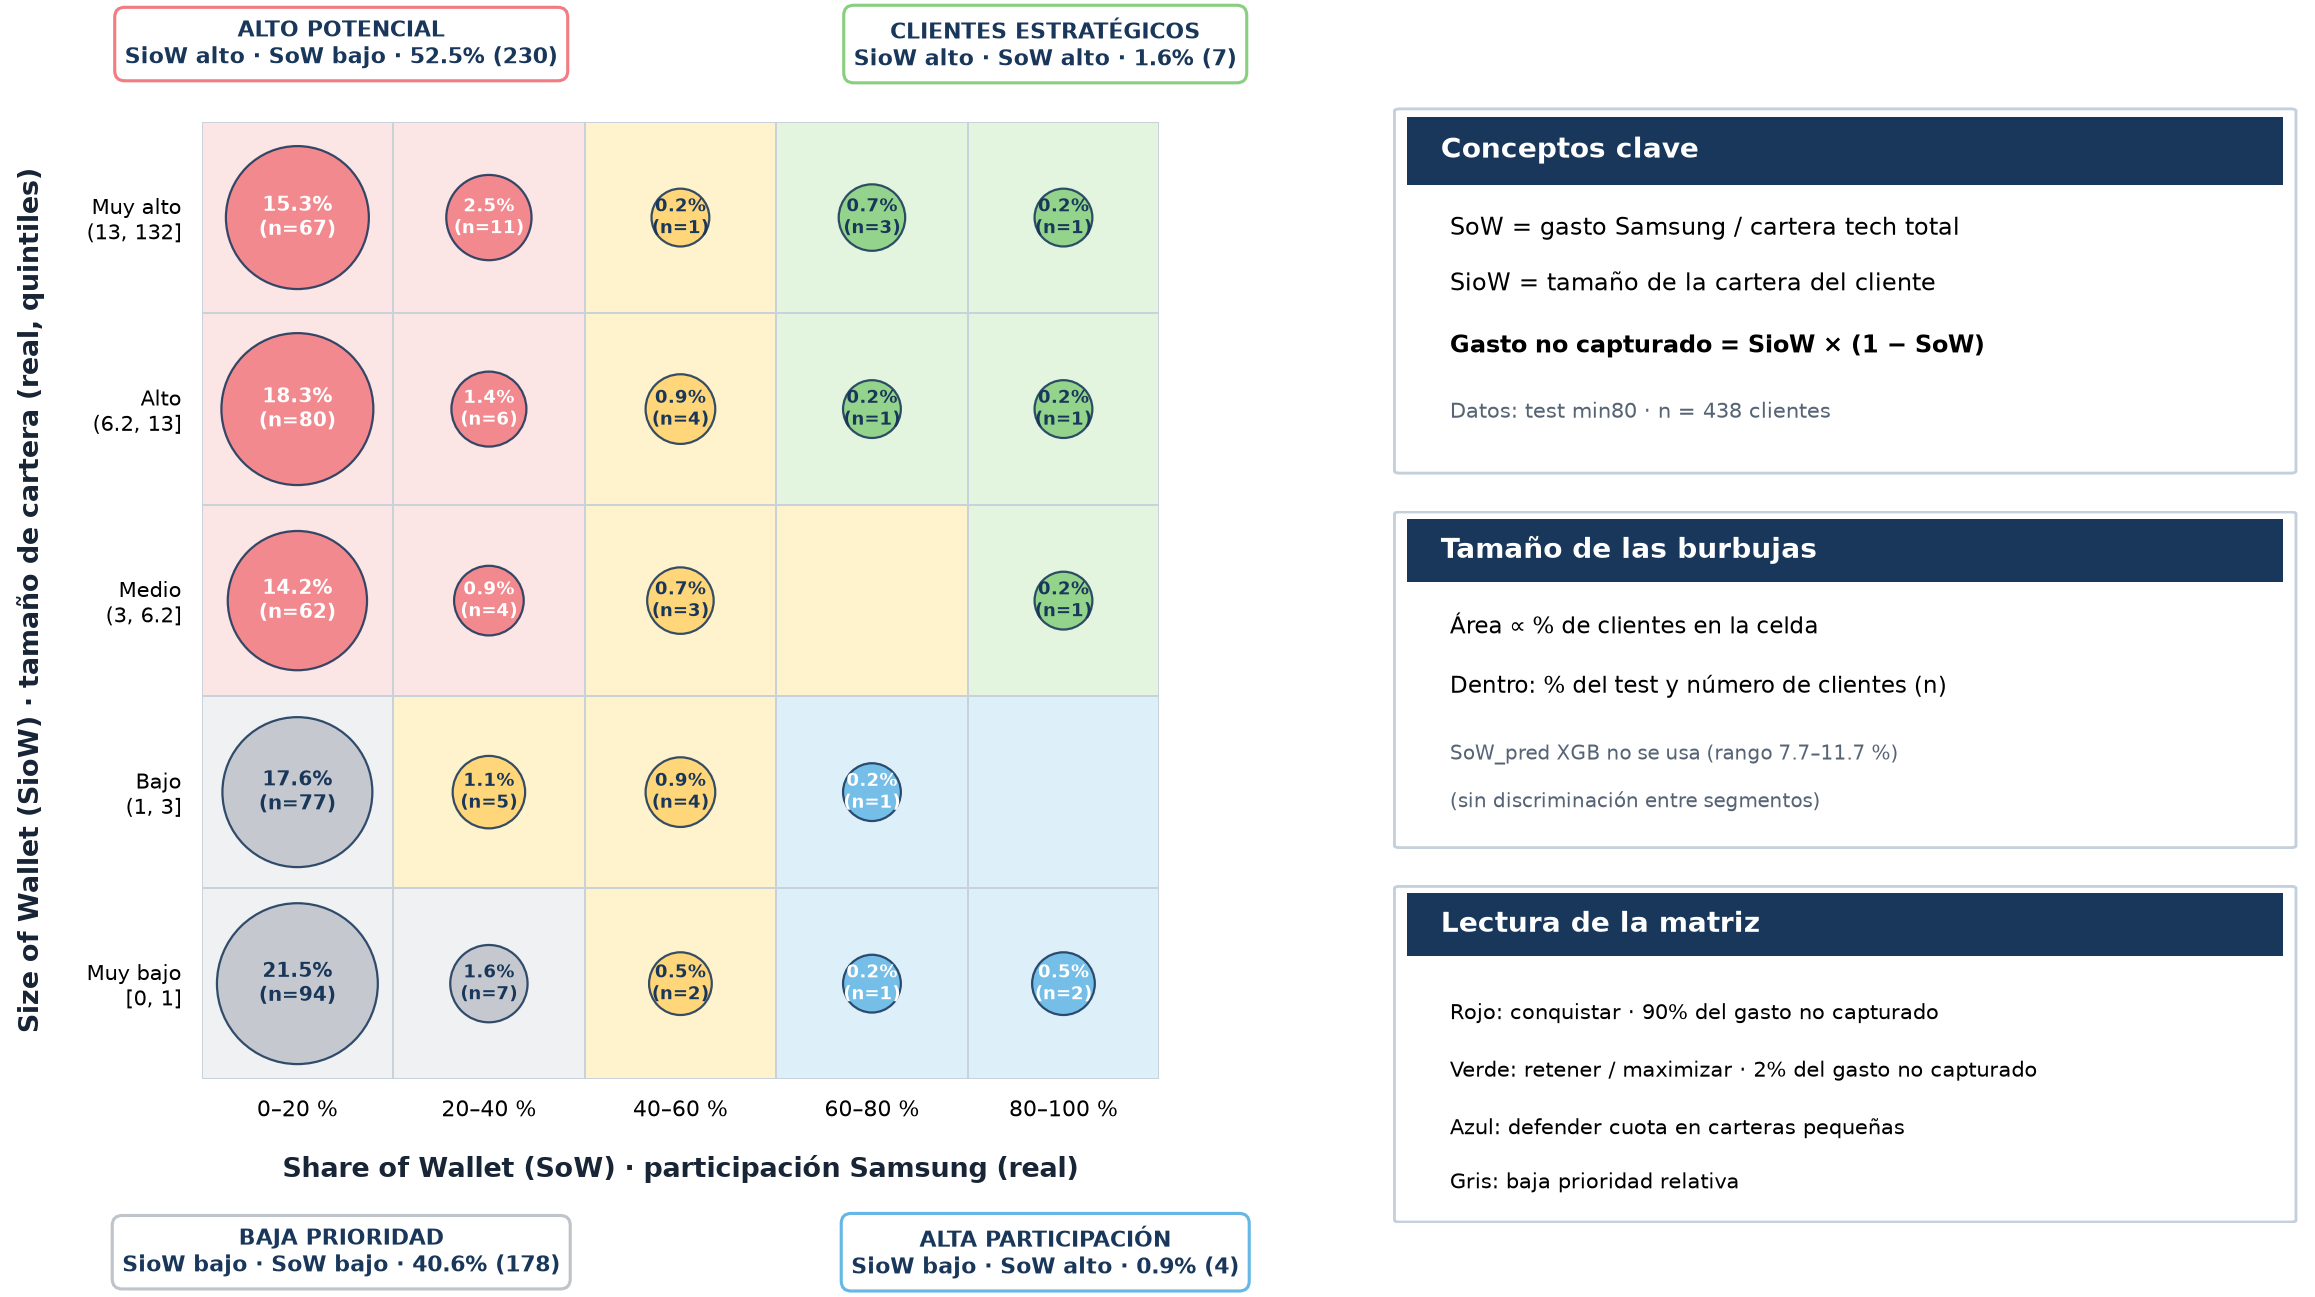 ALTO POTENCIAL
SioW alto · SoW bajo · 52.5% (230)
CLIENTES ESTRATÉGICOS
SioW alto · SoW alto · 1.6% (7)
Size of Wallet (SioW) · tamaño de cartera (real, quintiles)
Muy alto
(13, 132]
15.3%
(n=67)
2.5%
(n=11)
0.2%
(n=1)
0.7%
(n=3)
0.2%
(n=1)
Alto
(6.2, 13]
18.3%
(n=80)
1.4%
(n=6)
0.9%
(n=4)
0.2%
(n=1)
0.2%
(n=1)
Medio
(3, 6.2]
14.2%
(n=62)
0.9%
(n=4)
0.7%
(n=3)
0.2%
(n=1)
Bajo
(1, 3]
17.6%
(n=77)
1.1%
(n=5)
0.9%
(n=4)
0.2%
(n=1)
Muy bajo
[0, 1]
21.5%
(n=94)
1.6%
(n=7)
0.5%
(n=2)
0.2%
(n=1)
0.5%
(n=2)
0–20 %
20–40 %
40–60 %
60–80 %
80–100 %
Share of Wallet (SoW) · participación Samsung (real)
BAJA PRIORIDAD
SioW bajo · SoW bajo · 40.6% (178)
ALTA PARTICIPACIÓN
SioW bajo · SoW alto · 0.9% (4)
Conceptos clave
SoW = gasto Samsung / cartera tech total
SioW = tamaño de la cartera del cliente
Gasto no capturado = SioW × (1 − SoW)
Datos: test min80 · n = 438 clientes
Tamaño de las burbujas
Área ∝ % de clientes en la celda
Dentro: % del test y número de clientes (n)
SoW_pred XGB no se usa (rango 7.7–11.7 %)
(sin discriminación entre segmentos)
Lectura de la matriz
Rojo: conquistar · 90% del gasto no capturado
Verde: retener / maximizar · 2% del gasto no capturado
Azul: defender cuota en carteras pequeñas
Gris: baja prioridad relativa